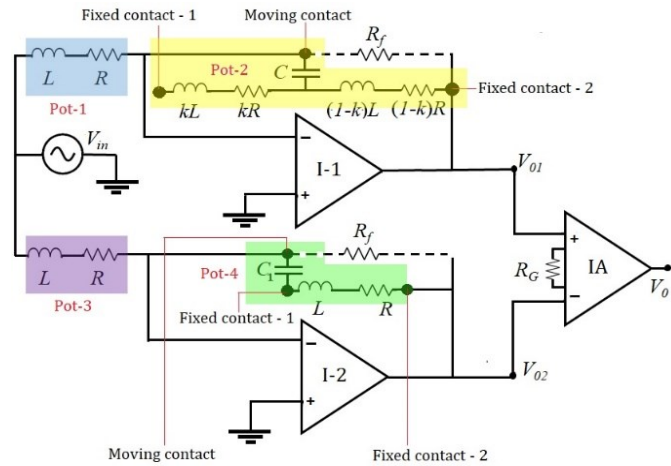 Fixed contact - 1
Moving contact
R_f
L R
Pot-1
Pot-2
C
Fixed contact - 2
kL kR (1-k)L (1-k)R
V_in
−
I-1
+
V_01
R_f
L R
Pot-3
Pot-4
C_1
L R
Fixed contact - 1
−
I-2
+
V_02
Moving contact
Fixed contact - 2
+
R_G
IA
−
V_0